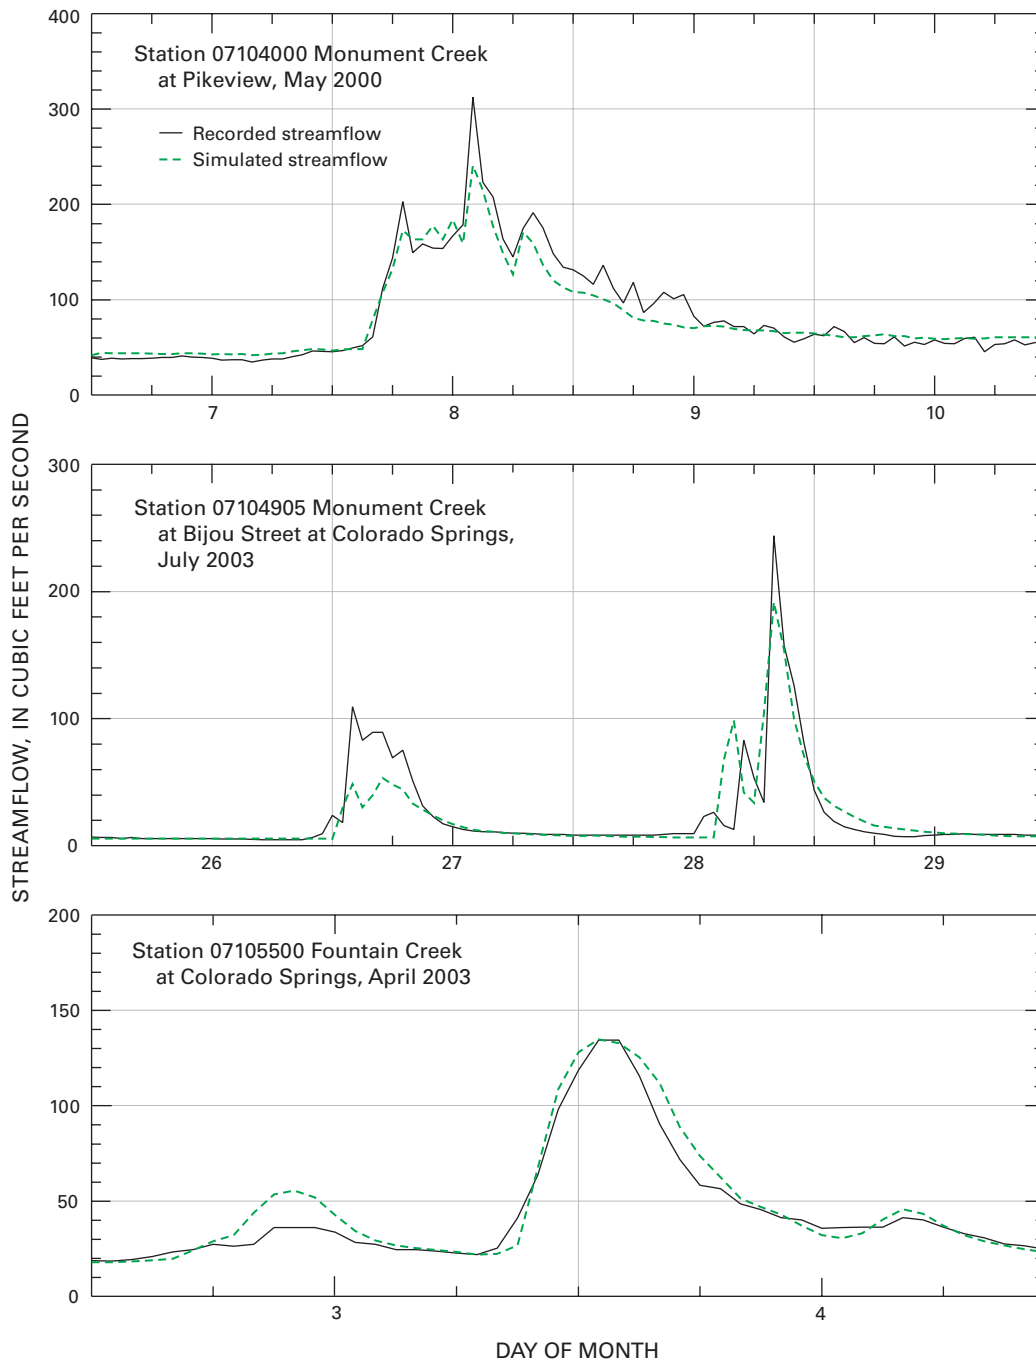 STREAMFLOW, IN CUBIC FEET PER SECOND
400
300
200
100
0
Station 07104000 Monument Creek
at Pikeview, May 2000
Recorded streamflow
Simulated streamflow
7
8
9
10
300
200
100
0
Station 07104905 Monument Creek
at Bijou Street at Colorado Springs,
July 2003
26
27
28
29
200
150
100
50
0
Station 07105500 Fountain Creek
at Colorado Springs, April 2003
3
4
DAY OF MONTH